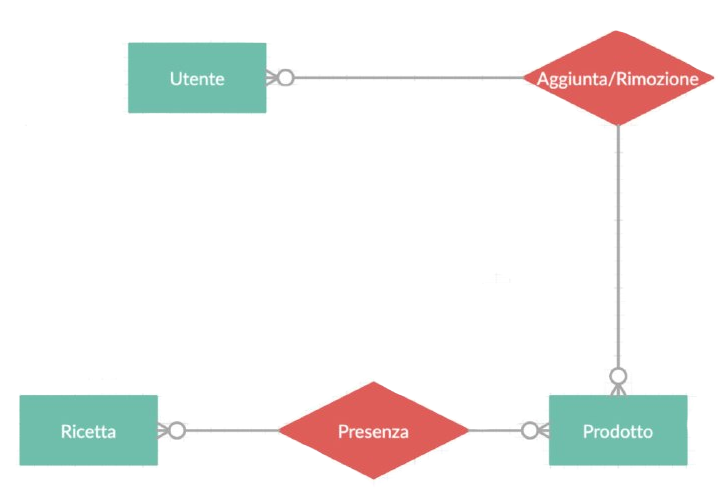 Utente
Aggiunta/Rimozione
Ricetta
Presenza
Prodotto